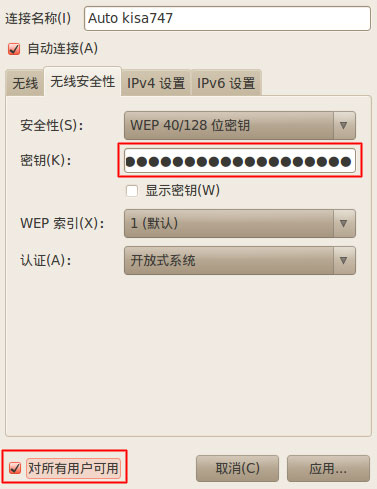 连接名称(I) Auto kisa747
自动连接(A)
无线 无线安全性 IPv4 设置 IPv6 设置
安全性(S): WEP 40/128 位密钥
密钥(K): ●●●●●●●●●●●●●●●●●●●
显示密钥(W)
WEP 索引(X): 1 (默认)
认证(A): 开放式系统
对所有用户可用 取消(C) 应用...